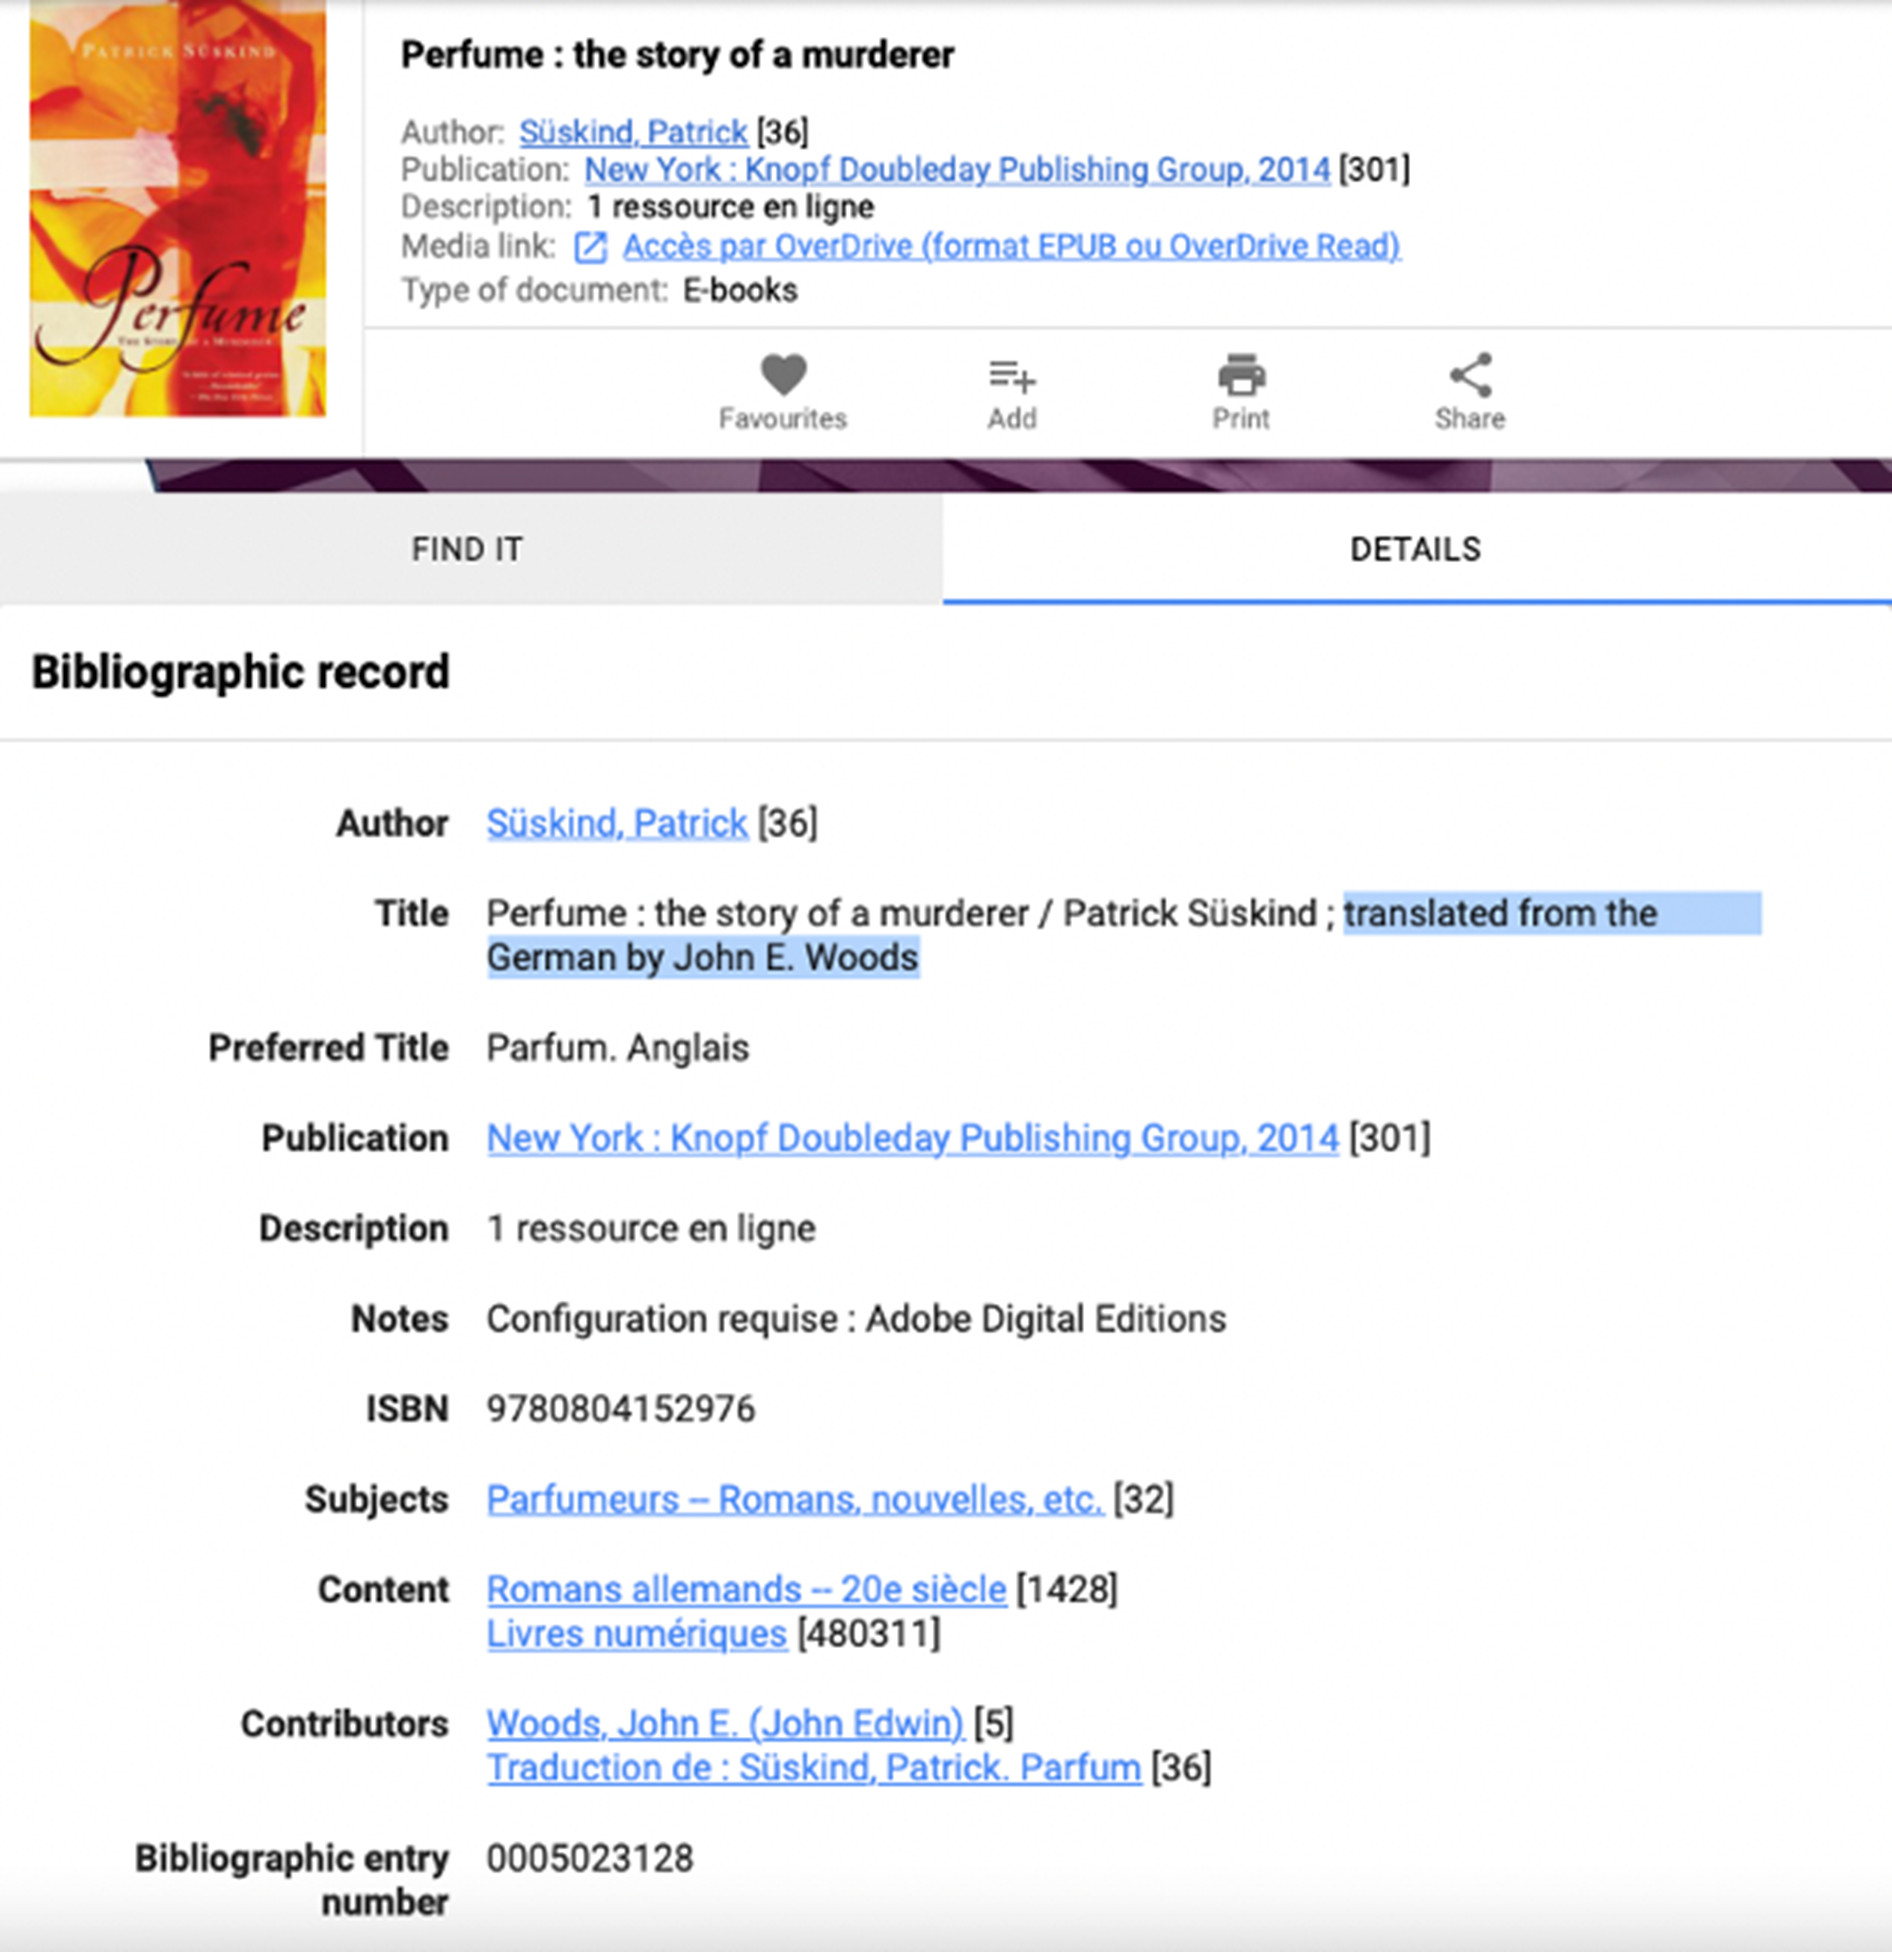 PATRICK SÜSKIND
Perfume
THE STORY OF A MURDERER
Perfume : the story of a murderer
Author: Süskind, Patrick [36]
Publication: New York : Knopf Doubleday Publishing Group, 2014 [301]
Description: 1 ressource en ligne
Media link: Accès par OverDrive (format EPUB ou OverDrive Read)
Type of document: E-books
Favourites Add Print Share
FIND IT DETAILS
Bibliographic record
Author Süskind, Patrick [36]
Title Perfume : the story of a murderer / Patrick Süskind ; translated from the
German by John E. Woods
Preferred Title Parfum. Anglais
Publication New York : Knopf Doubleday Publishing Group, 2014 [301]
Description 1 ressource en ligne
Notes Configuration requise : Adobe Digital Editions
ISBN 9780804152976
Subjects Parfumeurs -- Romans, nouvelles, etc. [32]
Content Romans allemands -- 20e siècle [1428]
Livres numériques [480311]
Contributors Woods, John E. (John Edwin) [5]
Traduction de : Süskind, Patrick. Parfum [36]
Bibliographic entry 0005023128
number